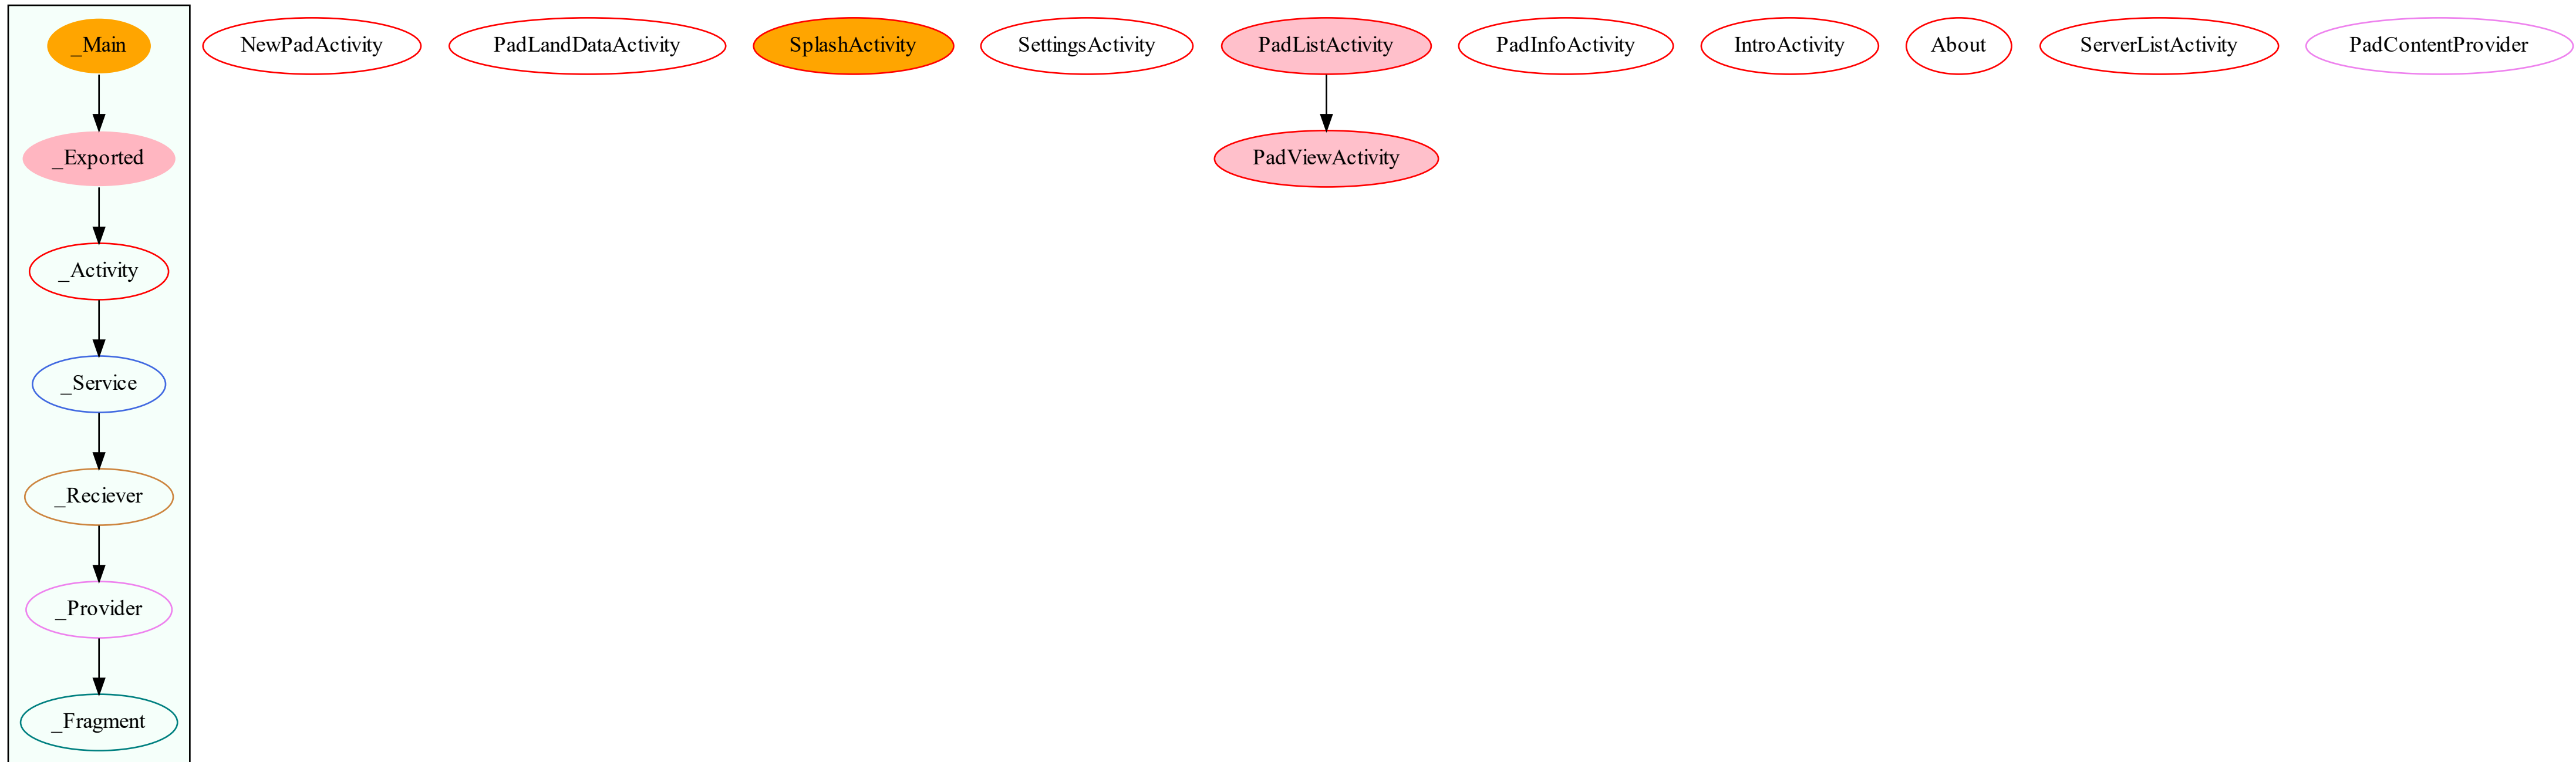 _Main
_Exported
_Activity
_Service
_Reciever
_Provider
_Fragment
NewPadActivity
PadLandDataActivity
SplashActivity
SettingsActivity
PadListActivity
PadViewActivity
PadInfoActivity
IntroActivity
About
ServerListActivity
PadContentProvider